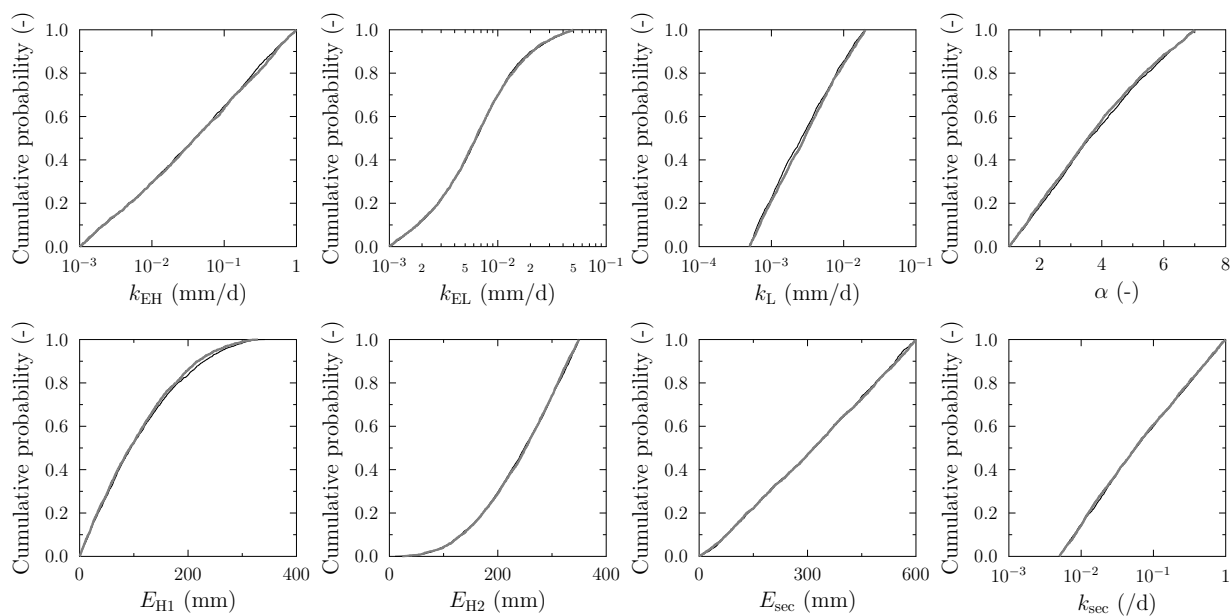 Cumulative probability (-)
1.0
0.8
0.6
0.4
0.2
0.0
10⁻³ 10⁻² 10⁻¹ 1
k_EH (mm/d)
Cumulative probability (-)
1.0
0.8
0.6
0.4
0.2
0.0
10⁻³ 2 5 10⁻² 2 5 10⁻¹
k_EL (mm/d)
Cumulative probability (-)
1.0
0.8
0.6
0.4
0.2
0.0
10⁻⁴ 10⁻³ 10⁻² 10⁻¹
k_L (mm/d)
Cumulative probability (-)
1.0
0.8
0.6
0.4
0.2
0.0
2 4 6 8
α (-)
Cumulative probability (-)
1.0
0.8
0.6
0.4
0.2
0.0
0 200 400
E_H1 (mm)
Cumulative probability (-)
1.0
0.8
0.6
0.4
0.2
0.0
0 200 400
E_H2 (mm)
Cumulative probability (-)
1.0
0.8
0.6
0.4
0.2
0.0
0 300 600
E_sec (mm)
Cumulative probability (-)
1.0
0.8
0.6
0.4
0.2
0.0
10⁻³ 10⁻² 10⁻¹ 1
k_sec (/d)